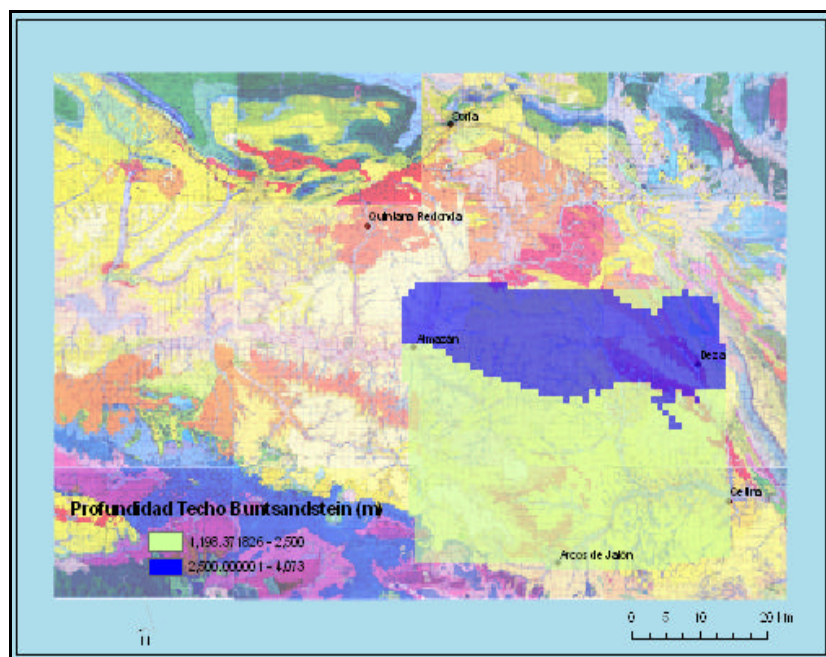 Soria
Quintana Redonda
Almazán
Deza
Cetina
Profundidad Techo Buntsandstein (m)
1,198.371826 - 2,500
2,500.000001 - 4,073
Arcos de Jalón
0 5 10 20 Km